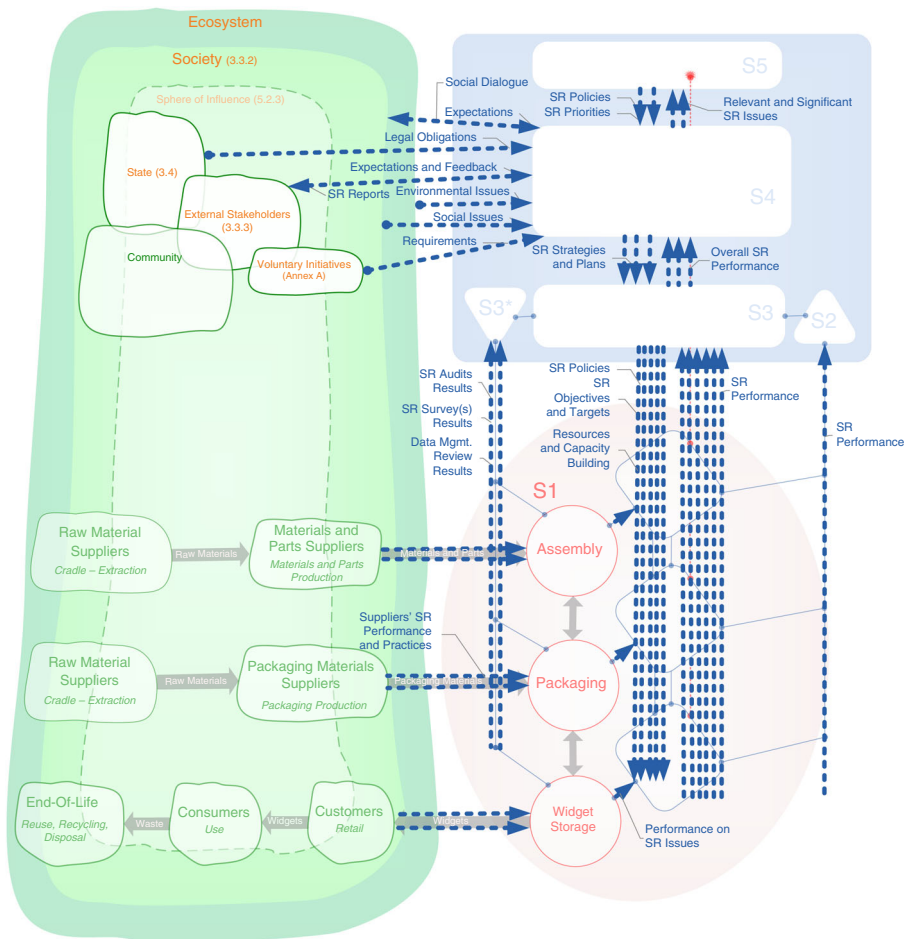 Ecosystem
Society (3.3.2)
Sphere of Influence (5.2.3)
State (3.4)
External Stakeholders
(3.3.3)
Community
Voluntary Initiatives
(Annex A)
Social Dialogue
Expectations
Legal Obligations
Expectations and Feedback
SR Reports
Environmental Issues
Social Issues
Requirements
S5
SR Policies
SR Priorities
Relevant and Significant
SR Issues
S4
SR Strategies
and Plans
Overall SR
Performance
S3*
S3
S2
SR Audits
Results
SR Survey(s)
Results
Data Mgmt.
Review
Results
SR Policies
SR
Objectives
and Targets
Resources
and Capacity
Building
SR
Performance
SR
Performance
S1
Raw Material
Suppliers
Cradle – Extraction
Raw Materials
Materials and
Parts Suppliers
Materials and Parts
Production
Materials and Parts
Assembly
Suppliers' SR
Performance
and Practices
Raw Material
Suppliers
Cradle – Extraction
Raw Materials
Packaging Materials
Suppliers
Packaging Production
Packaging Materials
Packaging
End-Of-Life
Reuse, Recycling,
Disposal
Waste
Consumers
Use
Widgets
Customers
Retail
Widgets
Widget
Storage
Performance on
SR Issues